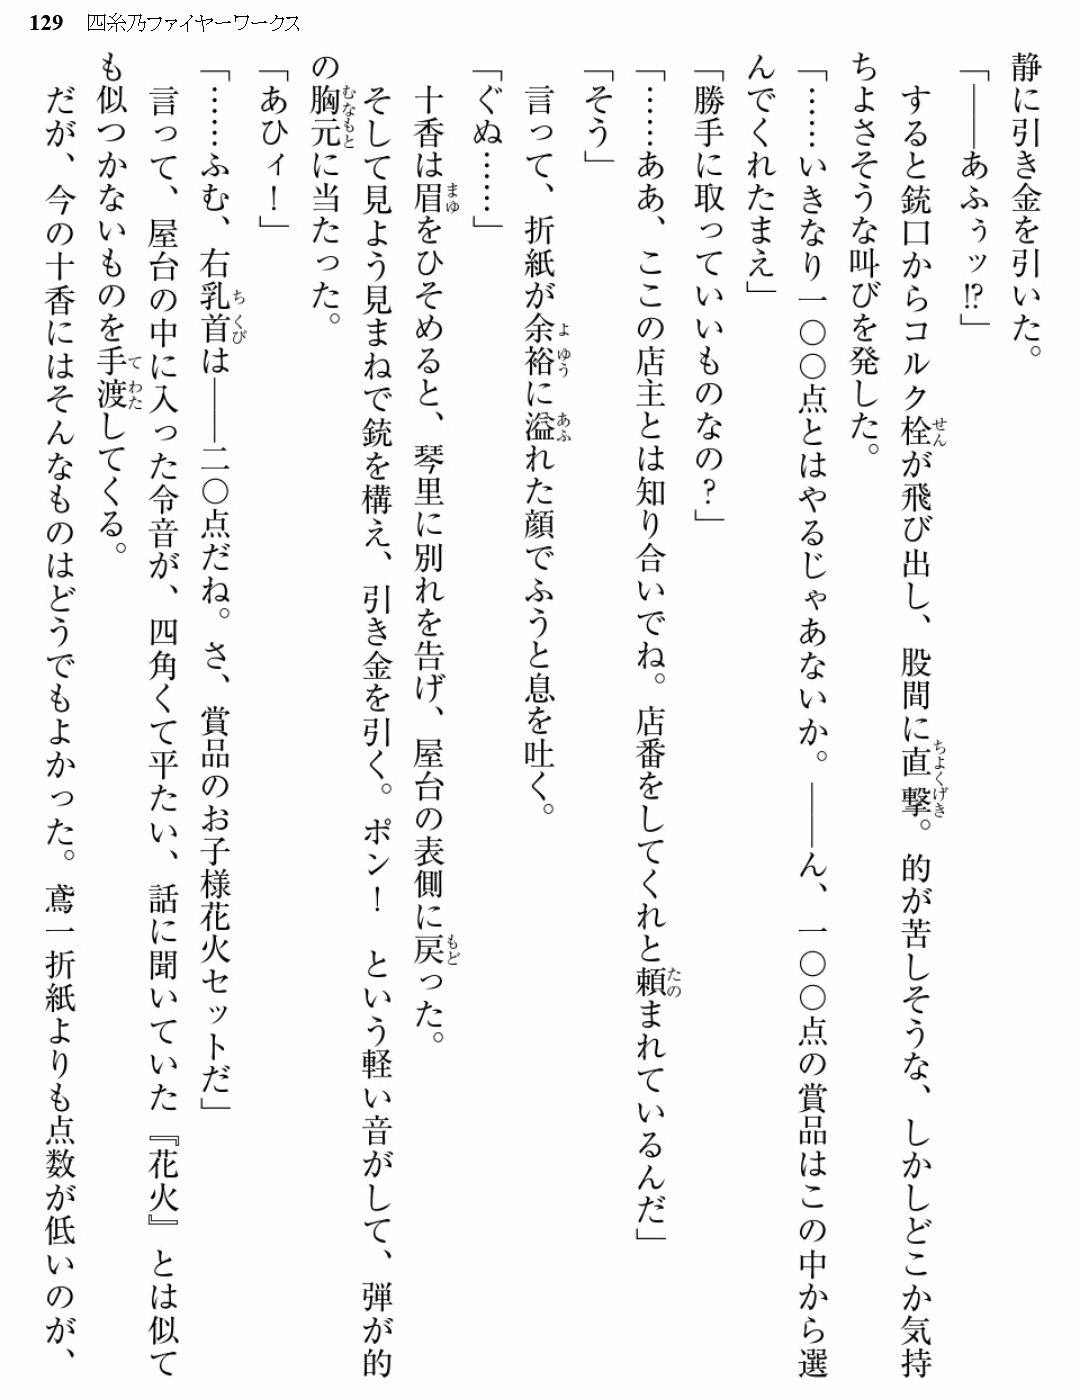 129　四糸乃ファイヤーワークス
静に引き金を引いた。
「――あふぅッ!?」
　すると銃口からコルク栓が飛び出し、股間に直撃。的が苦しそうな、しかしどこか気持
ちよさそうな叫びを発した。
「……いきなり一〇〇点とはやるじゃあないか。――ん、一〇〇点の賞品はこの中から選
んでくれたまえ」
「勝手に取っていいものなの？」
「……ああ、ここの店主とは知り合いでね。店番をしてくれと頼まれているんだ」
「そう」
　言って、折紙が余裕に溢れた顔でふうと息を吐く。
「ぐぬ……」
　十香は眉をひそめると、琴里に別れを告げ、屋台の表側に戻った。
　そして見よう見まねで銃を構え、引き金を引く。ポン！　という軽い音がして、弾が的
の胸元に当たった。
「あひィ！」
「……ふむ、右乳首は――二〇点だね。さ、賞品のお子様花火セットだ」
　言って、屋台の中に入った令音が、四角くて平たい、話に聞いていた『花火』とは似て
も似つかないものを手渡してくる。
　だが、今の十香にはそんなものはどうでもよかった。鳶一折紙よりも点数が低いのが、